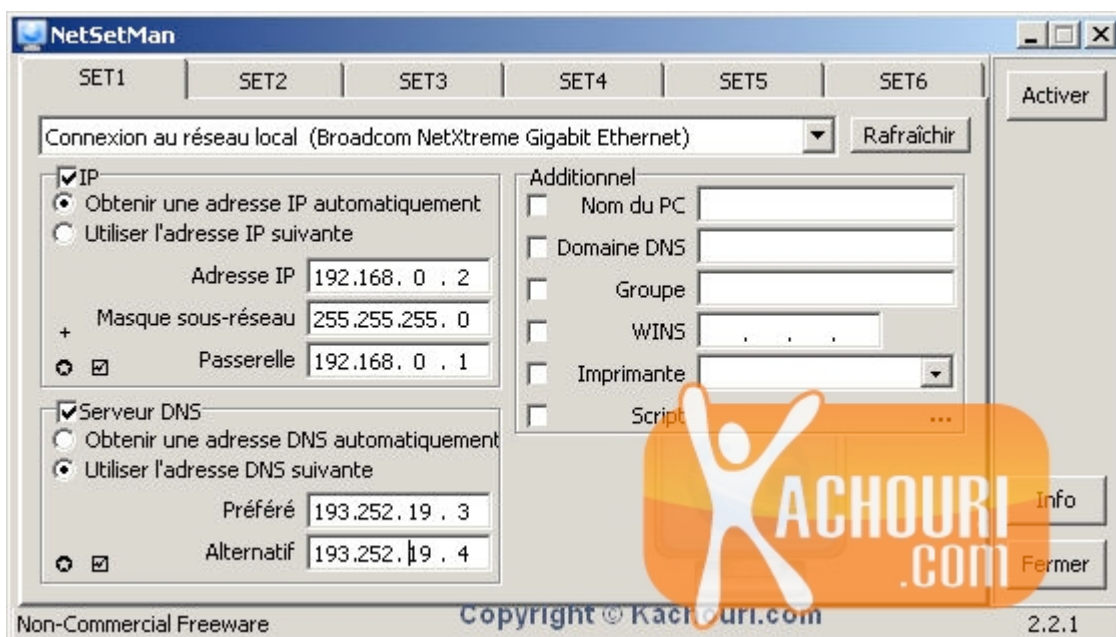 NetSetMan
SET1 SET2 SET3 SET4 SET5 SET6
Activer
Connexion au réseau local (Broadcom NetXtreme Gigabit Ethernet)
Rafraîchir
IP
Obtenir une adresse IP automatiquement
Utiliser l'adresse IP suivante
Adresse IP 192.168. 0 . 2
Masque sous-réseau 255.255.255. 0
+
Passerelle 192.168. 0 . 1
Serveur DNS
Obtenir une adresse DNS automatiquement
Utiliser l'adresse DNS suivante
Préféré 193.252. 19 . 3
Alternatif 193.252. 19 . 4
Additionnel
Nom du PC
Domaine DNS
Groupe
WINS . . .
Imprimante
Script ...
KACHOURI
.com
Info
Fermer
Copyright © Kachouri.com
Non-Commercial Freeware
2.2.1